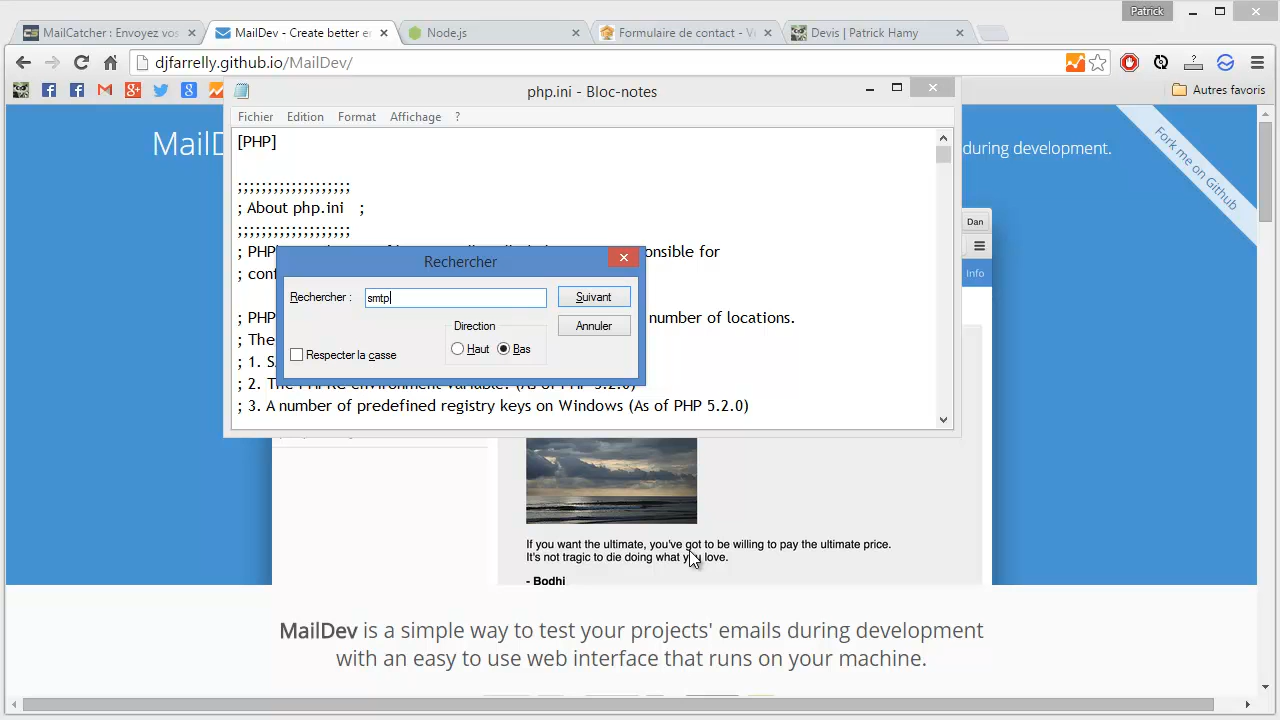 Patrick
MailCatcher : Envoyez vos
MailDev - Create better e
Node.js
Formulaire de contact - V
Devis | Patrick Hamy
djfarrelly.github.io/MailDev/
Autres favoris
php.ini - Bloc-notes
Fichier Edition Format Affichage ?
MailD
during development.
Fork me on Github
[PHP]
;;;;;;;;;;;;;;;;;;;
; About php.ini ;
;;;;;;;;;;;;;;;;;;;
; PHP
onsible for
; con
; PHP
number of locations.
; The
; 1. S
; 3. A number of predefined registry keys on Windows (As of PHP 5.2.0)
Rechercher
Rechercher :
smtp
Suivant
Annuler
Direction
Haut Bas
Respecter la casse
Dan
Info
If you want the ultimate, you've got to be willing to pay the ultimate price.
It's not tragic to die doing what you love.
- Bodhi
MailDev is a simple way to test your projects' emails during development
with an easy to use web interface that runs on your machine.